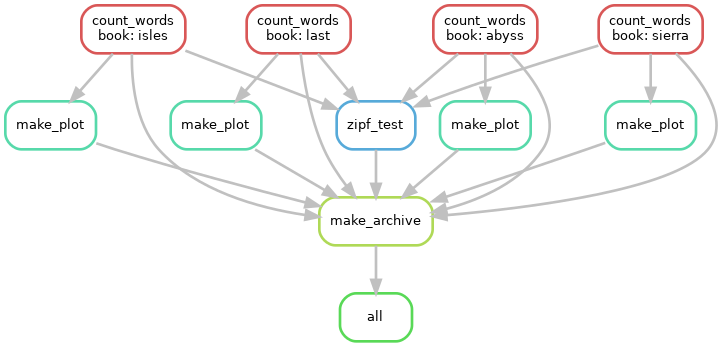 count_words
book: isles
count_words
book: last
count_words
book: abyss
count_words
book: sierra
make_plot
make_plot
zipf_test
make_plot
make_plot
make_archive
all